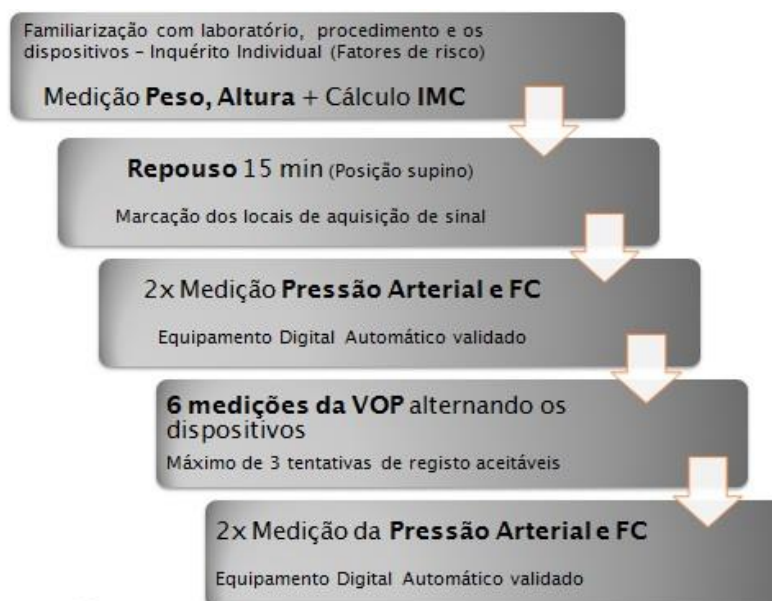 Familiarização com laboratório, procedimento e os
dispositivos – Inquérito Individual (Fatores de risco)
Medição Peso, Altura + Cálculo IMC
Repouso 15 min (Posição supino)
Marcação dos locais de aquisição de sinal
2x Medição Pressão Arterial e FC
Equipamento Digital Automático validado
6 medições da VOP alternando os
dispositivos
Máximo de 3 tentativas de registo aceitáveis
2x Medição da Pressão Arterial e FC
Equipamento Digital Automático validado